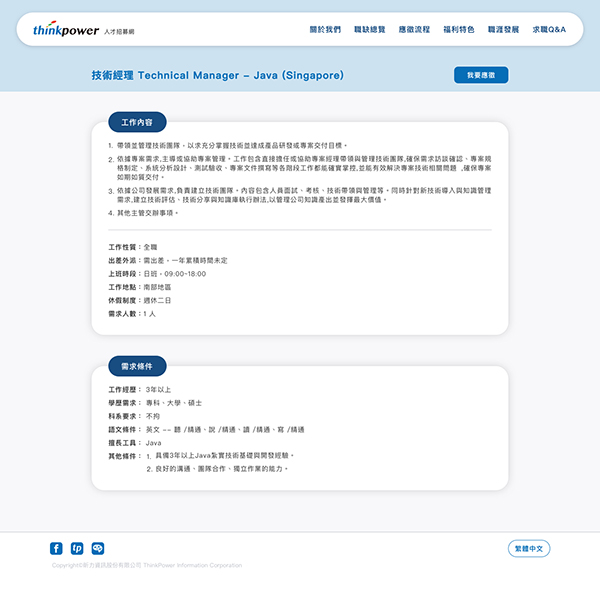 thinkpower 人才招募網 關於我們 職缺總覽 應徵流程 福利特色 職涯發展 求職Q&A
技術經理 Technical Manager - Java (Singapore) 我要應徵
工作內容
1. 帶領並管理技術團隊，以求充分掌握技術並達成產品研發或專案交付目標。
2. 依據專案需求,主導或協助專案管理。工作包含直接擔任或協助專案經理帶領與管理技術團隊,確保需求訪談確認、專案規
格制定、系統分析設計、測試驗收、專案文件撰寫等各階段工作都能確實掌控,並能有效解決專案技術相關問題 ,確保專案
如期如質交付。
3. 依據公司發展需求,負責建立技術團隊。內容包含人員面試、考核、技術帶領與管理等。同時針對新技術導入與知識管理
需求,建立技術評估、技術分享與知識庫執行辦法,以管理公司知識產出並發揮最大價值。
4. 其他主管交辦事項。
工作性質：全職
出差外派：需出差，一年累積時間未定
上班時段：日班，09:00-18:00
工作地點：南部地區
休假制度：週休二日
需求人數：1 人
需求條件
工作經歷： 3年以上
學歷需求： 專科、大學、碩士
科系要求： 不拘
語文條件： 英文 -- 聽 /精通、說 /精通、讀 /精通、寫 /精通
擅長工具： Java
其他條件： 1. 具備3年以上Java紮實技術基礎與開發經驗。
2. 良好的溝通、團隊合作、獨立作業的能力。
f tp 繁體中文
Copyright©新力資訊股份有限公司 ThinkPower Information Corporation